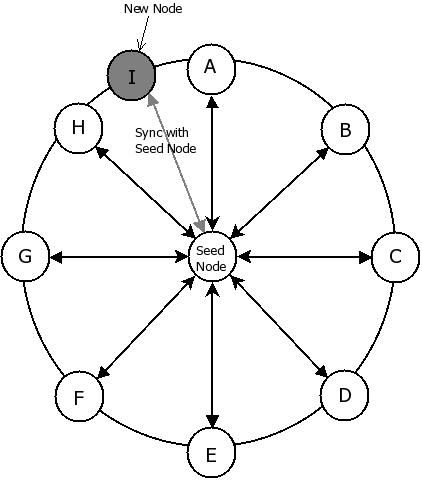 New Node
I
A
H
B
Sync with
Seed Node
G
Seed
Node
C
F
D
E